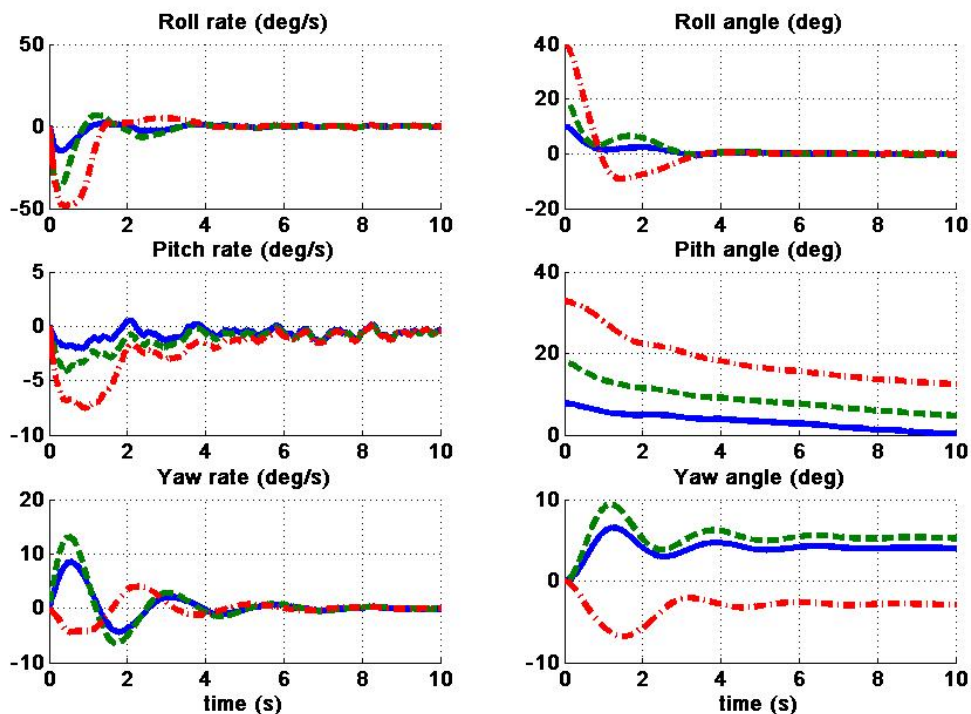 Roll rate (deg/s)
50
0
-50
0 2 4 6 8 10
Roll angle (deg)
40
20
0
-20
0 2 4 6 8 10
Pitch rate (deg/s)
5
0
-5
-10
0 2 4 6 8 10
Pith angle (deg)
40
20
0
0 2 4 6 8 10
Yaw rate (deg/s)
20
10
0
-10
0 2 4 6 8 10
time (s)
Yaw angle (deg)
10
0
-10
0 2 4 6 8 10
time (s)